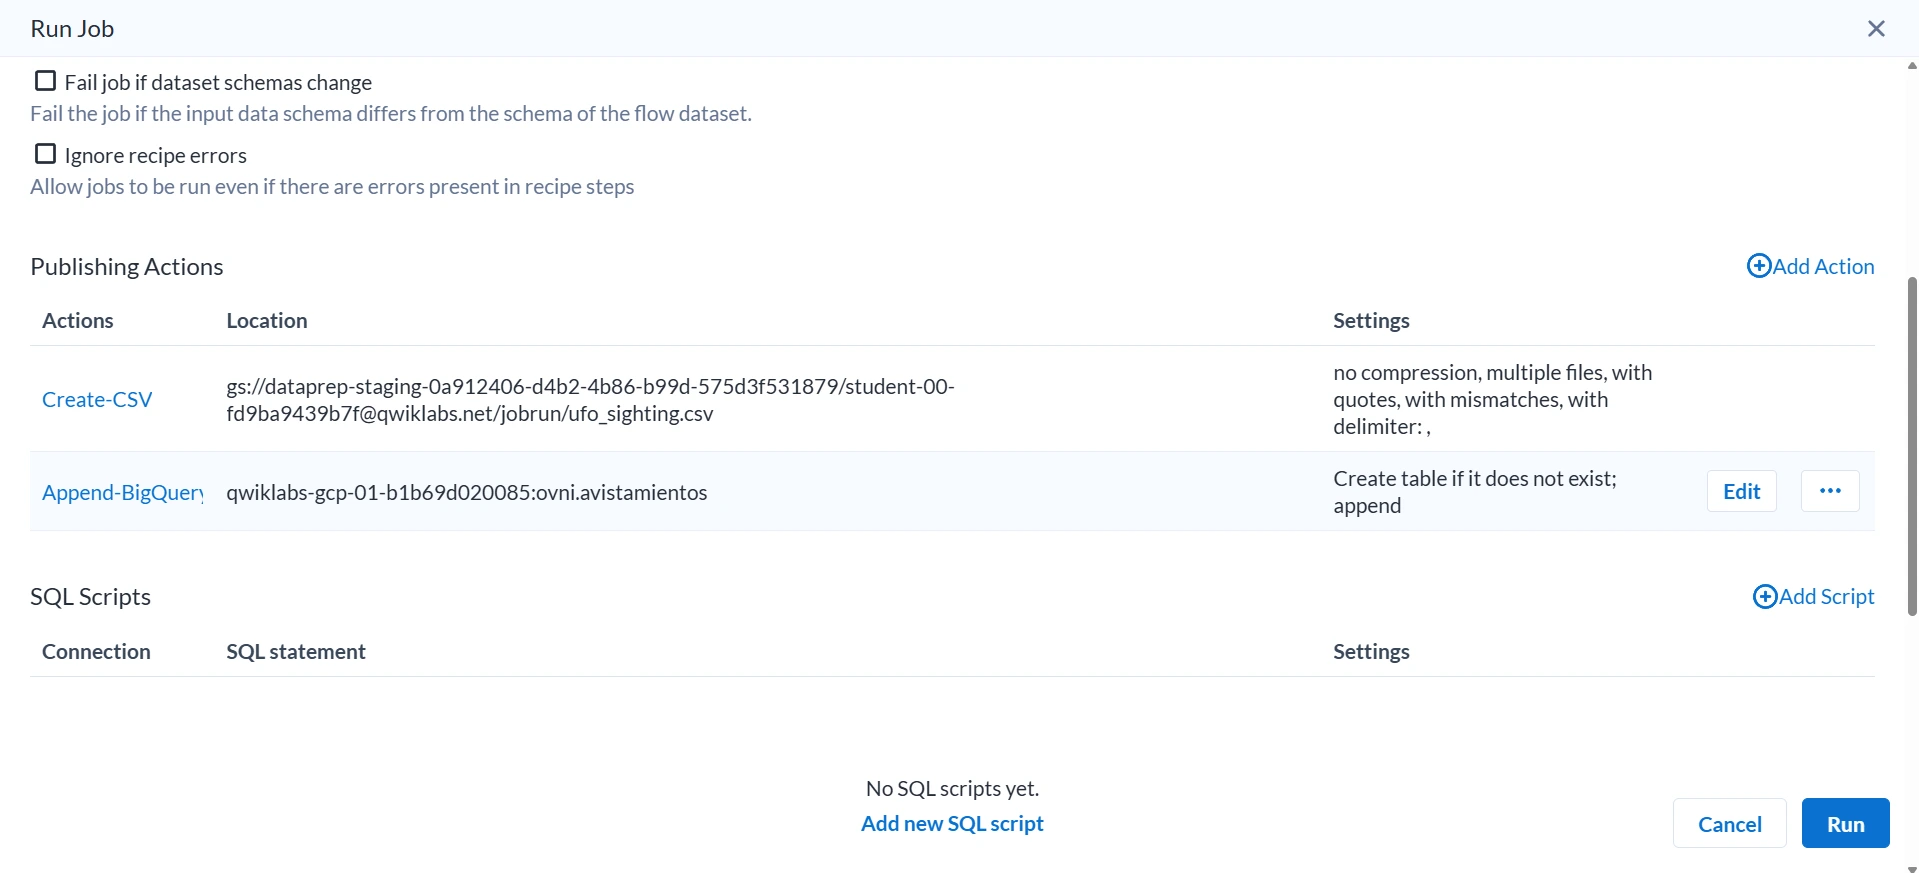 Run Job
Fail job if dataset schemas change
Fail the job if the input data schema differs from the schema of the flow dataset.
Ignore recipe errors
Allow jobs to be run even if there are errors present in recipe steps
Publishing Actions
Add Action
Actions
Location
Settings
Create-CSV
gs://dataprep-staging-0a912406-d4b2-4b86-b99d-575d3f531879/student-00-
fd9ba9439b7f@qwiklabs.net/jobrun/ufo_sighting.csv
no compression, multiple files, with
quotes, with mismatches, with
delimiter: ,
Append-BigQuery
qwiklabs-gcp-01-b1b69d020085:ovni.avistamientos
Create table if it does not exist;
append
Edit
...
SQL Scripts
Add Script
Connection
SQL statement
Settings
No SQL scripts yet.
Add new SQL script
Cancel
Run